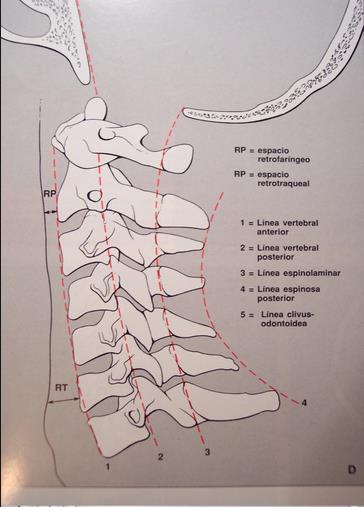 RP = espacio
retrofaríngeo
RP = espacio
retrotraqueal
RP
1 = Línea vertebral
anterior
2 = Línea vertebral
posterior
3 = Línea espinolaminar
4 = Línea espinosa
posterior
5 = Línea clivus-
odontoidea
RT
4
3
2
1
D